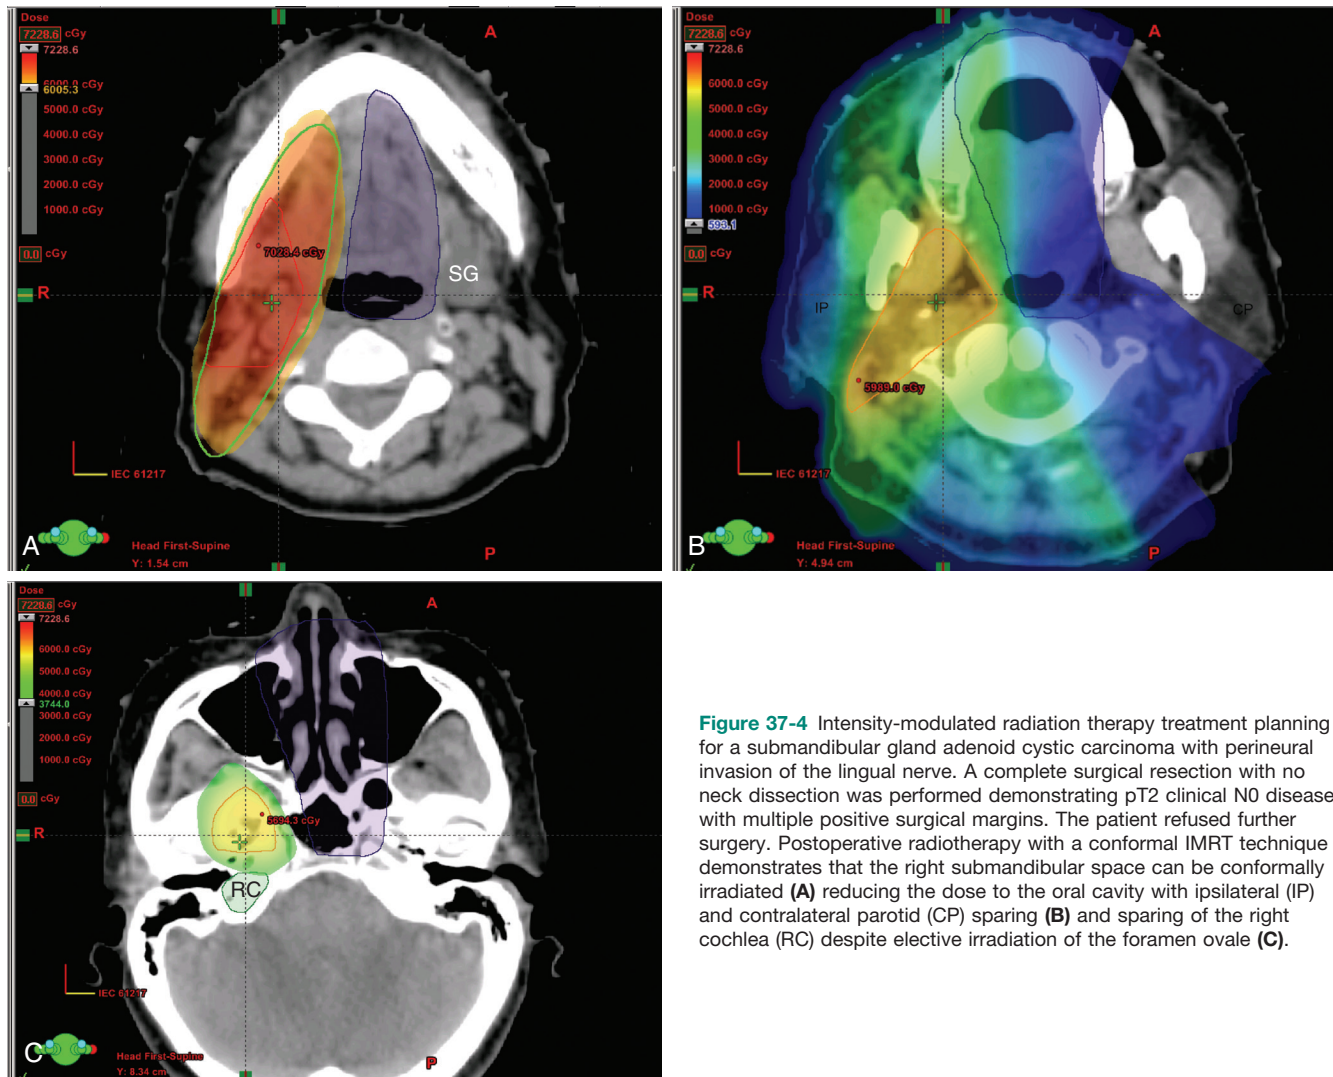 Dose
7228.6 cGy
7228.6
6000.0 cGy
6005.3
5000.0 cGy
4000.0 cGy
3000.0 cGy
2000.0 cGy
1000.0 cGy
0.0 cGy
A
R
7028.4 cGy
SG
IEC 61217
A
Head First-Supine
Y: 1.54 cm
P
Dose
7228.6 cGy
7228.6
6000.0 cGy
5000.0 cGy
4000.0 cGy
3000.0 cGy
2000.0 cGy
1000.0 cGy
593.1
0.0 cGy
A
R
IP
CP
5989.0 cGy
IEC 61217
B
Head First-Supine
Y: 4.94 cm
P
Dose
7228.6 cGy
7228.6
6000.0 cGy
5000.0 cGy
4000.0 cGy
3744.0
3000.0 cGy
2000.0 cGy
1000.0 cGy
0.0 cGy
A
R
5694.3 cGy
RC
IEC 61217
C
Head First-Supine
Y: 8.34 cm
P
Figure 37-4 Intensity-modulated radiation therapy treatment planning
for a submandibular gland adenoid cystic carcinoma with perineural
invasion of the lingual nerve. A complete surgical resection with no
neck dissection was performed demonstrating pT2 clinical N0 disease
with multiple positive surgical margins. The patient refused further
surgery. Postoperative radiotherapy with a conformal IMRT technique
demonstrates that the right submandibular space can be conformally
irradiated (A) reducing the dose to the oral cavity with ipsilateral (IP)
and contralateral parotid (CP) sparing (B) and sparing of the right
cochlea (RC) despite elective irradiation of the foramen ovale (C).